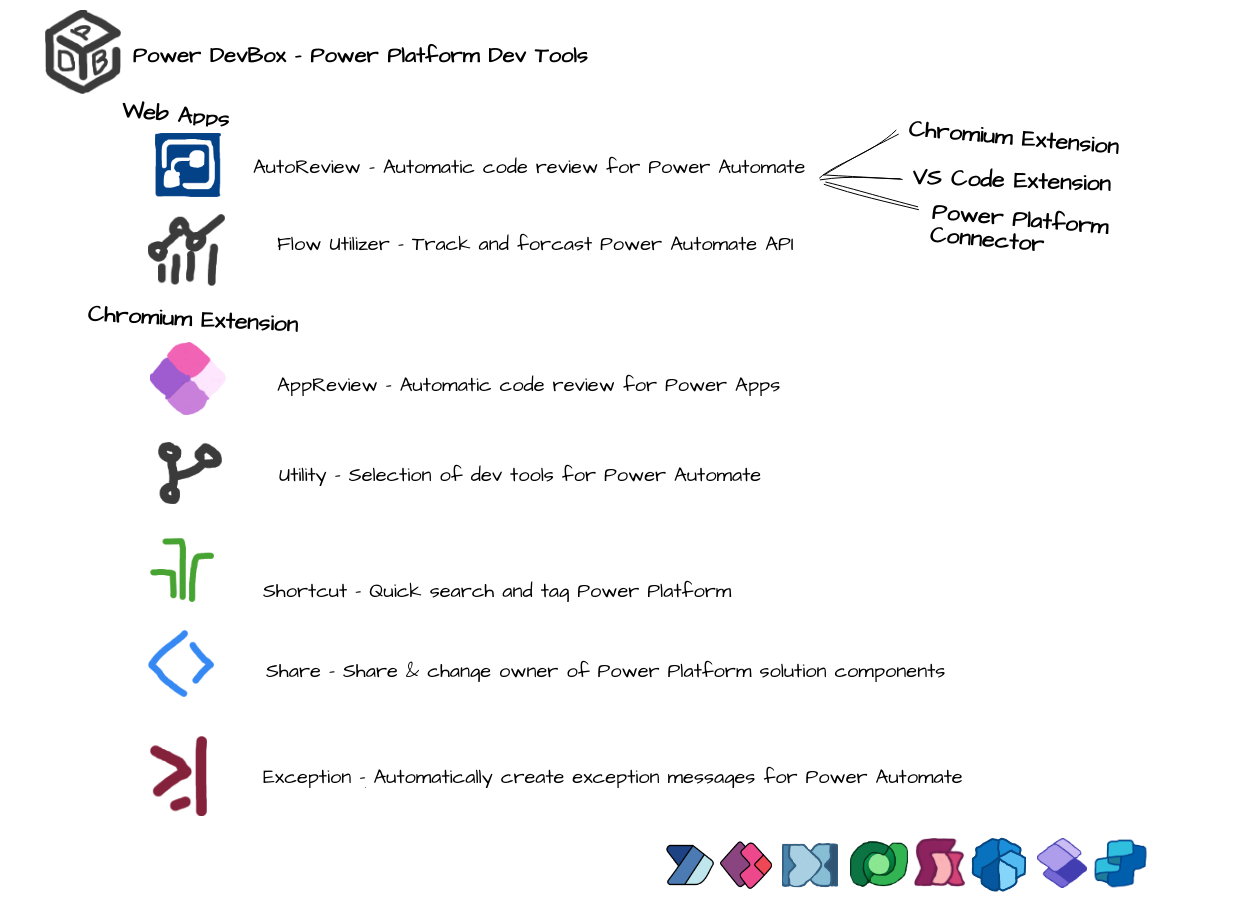 P
D B
Power DevBox - Power Platform Dev Tools
Web Apps
AutoReview - Automatic code review for Power Automate
Chromium Extension
VS Code Extension
Power Platform
Connector
Flow Utilizer - Track and forcast Power Automate API
Chromium Extension
AppReview - Automatic code review for Power Apps
Utility - Selection of dev tools for Power Automate
Shortcut - Quick search and tag Power Platform
Share - Share & change owner of Power Platform solution components
Exception - Automatically create exception messages for Power Automate